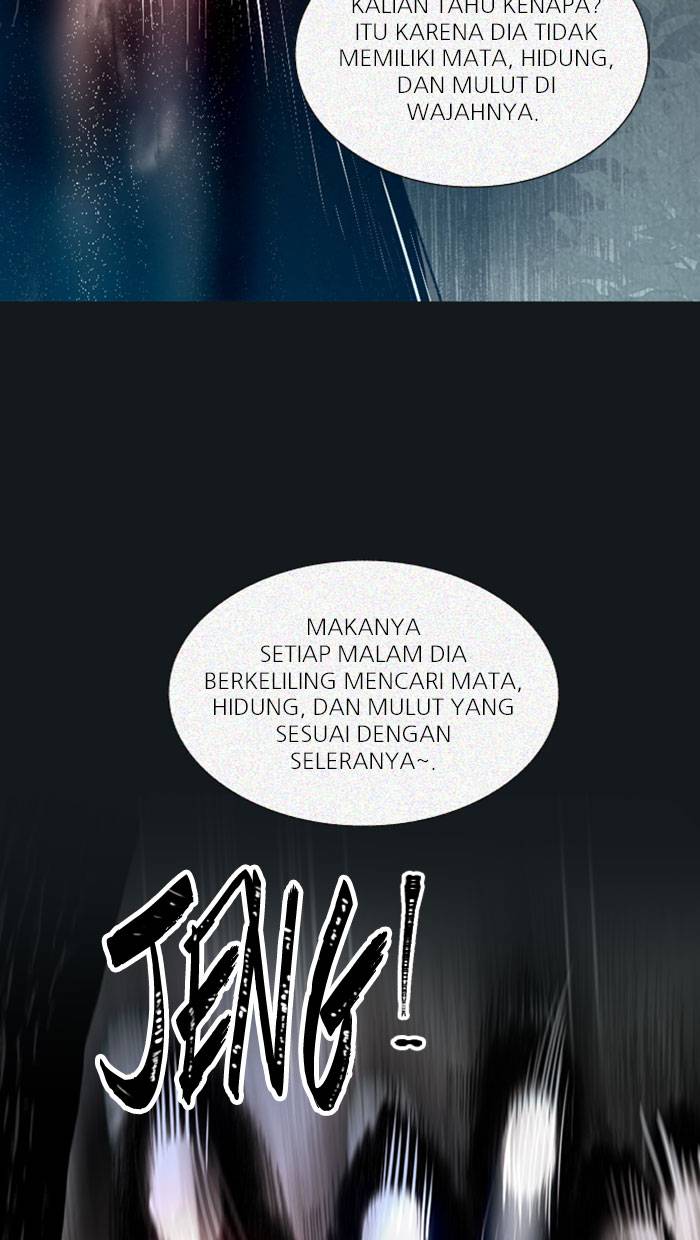 KALIAN TAHU KENAPA?
ITU KARENA DIA TIDAK
MEMILIKI MATA, HIDUNG,
DAN MULUT DI
WAJAHNYA.
MAKANYA
SETIAP MALAM DIA
BERKELILING MENCARI MATA,
HIDUNG, DAN MULUT YANG
SESUAI DENGAN
SELERANYA~.
JENG!